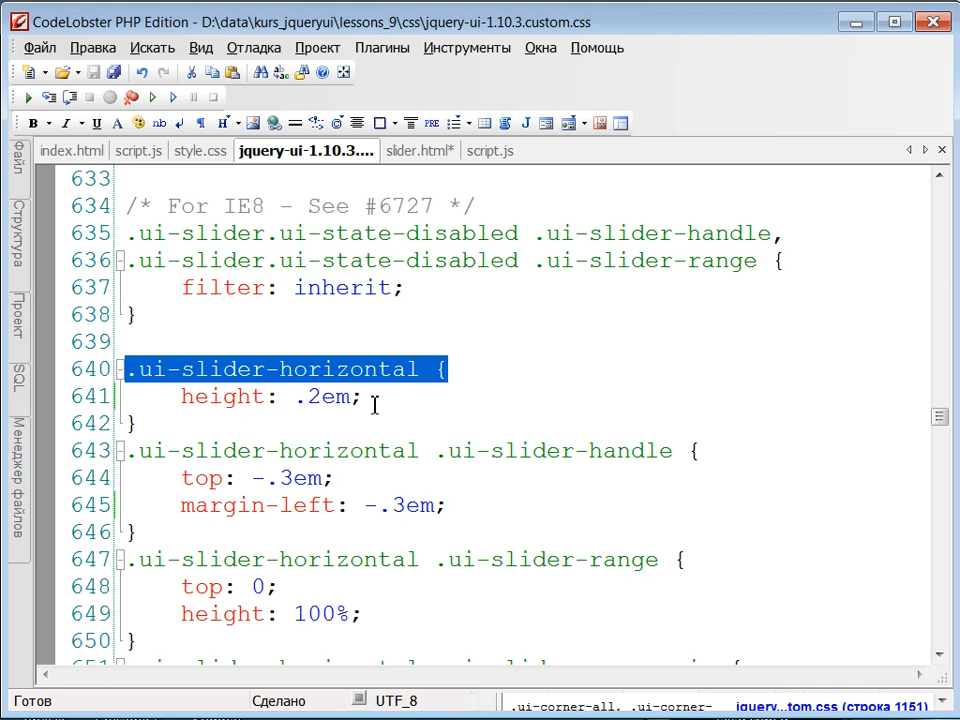 CodeLobster PHP Edition - D:\data\kurs_jqueryui\lessons_9\css\jquery-ui-1.10.3.custom.css
Файл Правка Искать Вид Отладка Проект Плагины Инструменты Окна Помощь
B I U A nb H PRE J
index.html script.js style.css jquery-ui-1.10.3.... slider.html* script.js
Файл
Структура
Проект
SQL
Менеджер файлов
633
634 /* For IE8 - See #6727 */
635 .ui-slider.ui-state-disabled .ui-slider-handle,
636 .ui-slider.ui-state-disabled .ui-slider-range {
637 filter: inherit;
638 }
639
640 .ui-slider-horizontal {
641 height: .2em;
642 }
643 .ui-slider-horizontal .ui-slider-handle {
644 top: -.3em;
645 margin-left: -.3em;
646 }
647 .ui-slider-horizontal .ui-slider-range {
648 top: 0;
649 height: 100%;
650 }
Готов Сделано UTF_8 .ui-corner-all, .ui-corner- jquery...tom.css (строка 1151)